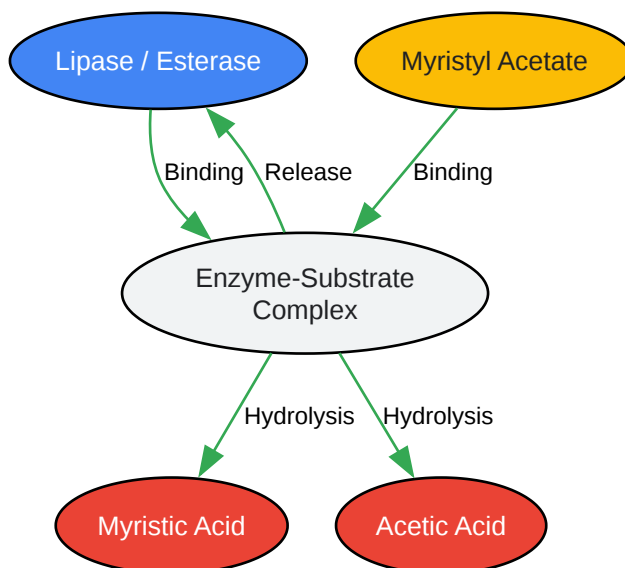 Lipase / Esterase
Myristyl Acetate
Binding
Release
Binding
Enzyme-Substrate
Complex
Hydrolysis
Hydrolysis
Myristic Acid
Acetic Acid